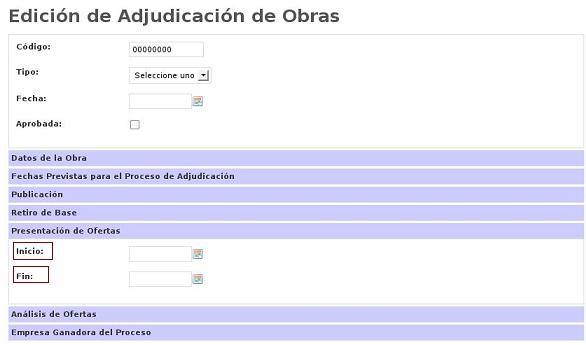 Edición de Adjudicación de Obras
Código: 00000000
Tipo: Seleccione uno
Fecha:
Aprobada:
Datos de la Obra
Fechas Previstas para el Proceso de Adjudicación
Publicación
Retiro de Base
Presentación de Ofertas
Inicio:
Fin:
Análisis de Ofertas
Empresa Ganadora del Proceso